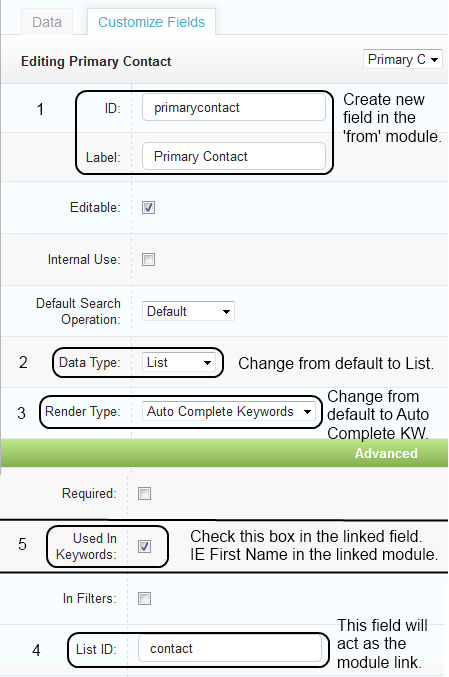 Data Customize Fields
Editing Primary Contact Primary C
1 ID: primarycontact
Label: Primary Contact
Create new
field in the
'from' module.
Editable:
Internal Use:
Default Search
Operation: Default
2 Data Type: List Change from default to List.
3 Render Type: Auto Complete Keywords
Change from
default to Auto
Complete KW.
Advanced
Required:
5 Used In
Keywords:
Check this box in the linked field.
IE First Name in the linked module.
In Filters:
4 List ID: contact
This field will
act as the
module link.